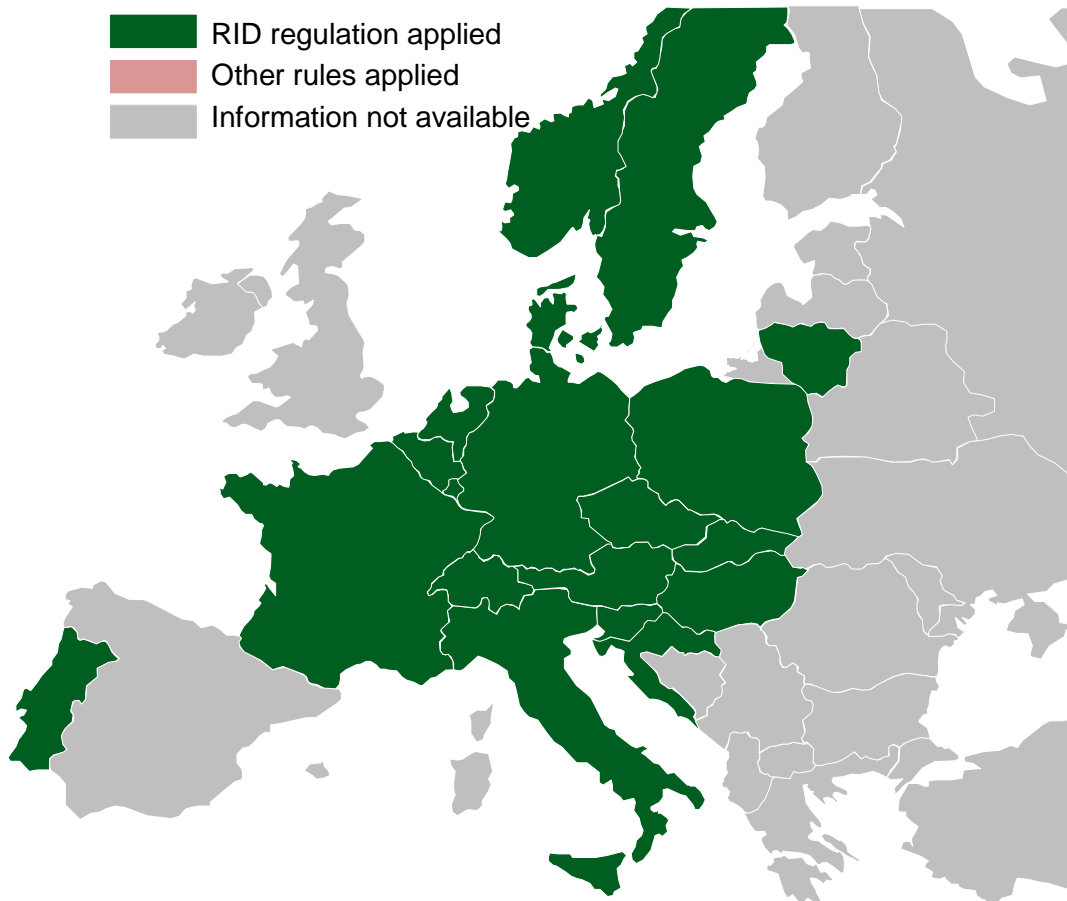 RID regulation applied
Other rules applied
Information not available